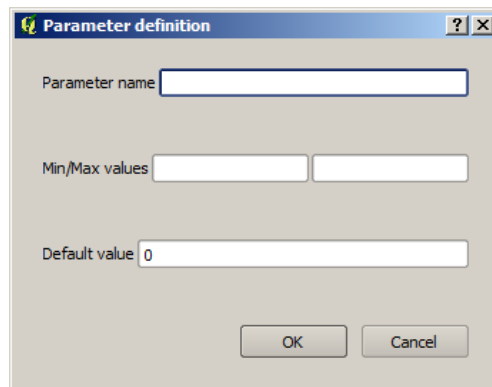 Parameter definition
Parameter name
Min/Max values
Default value 0
OK Cancel